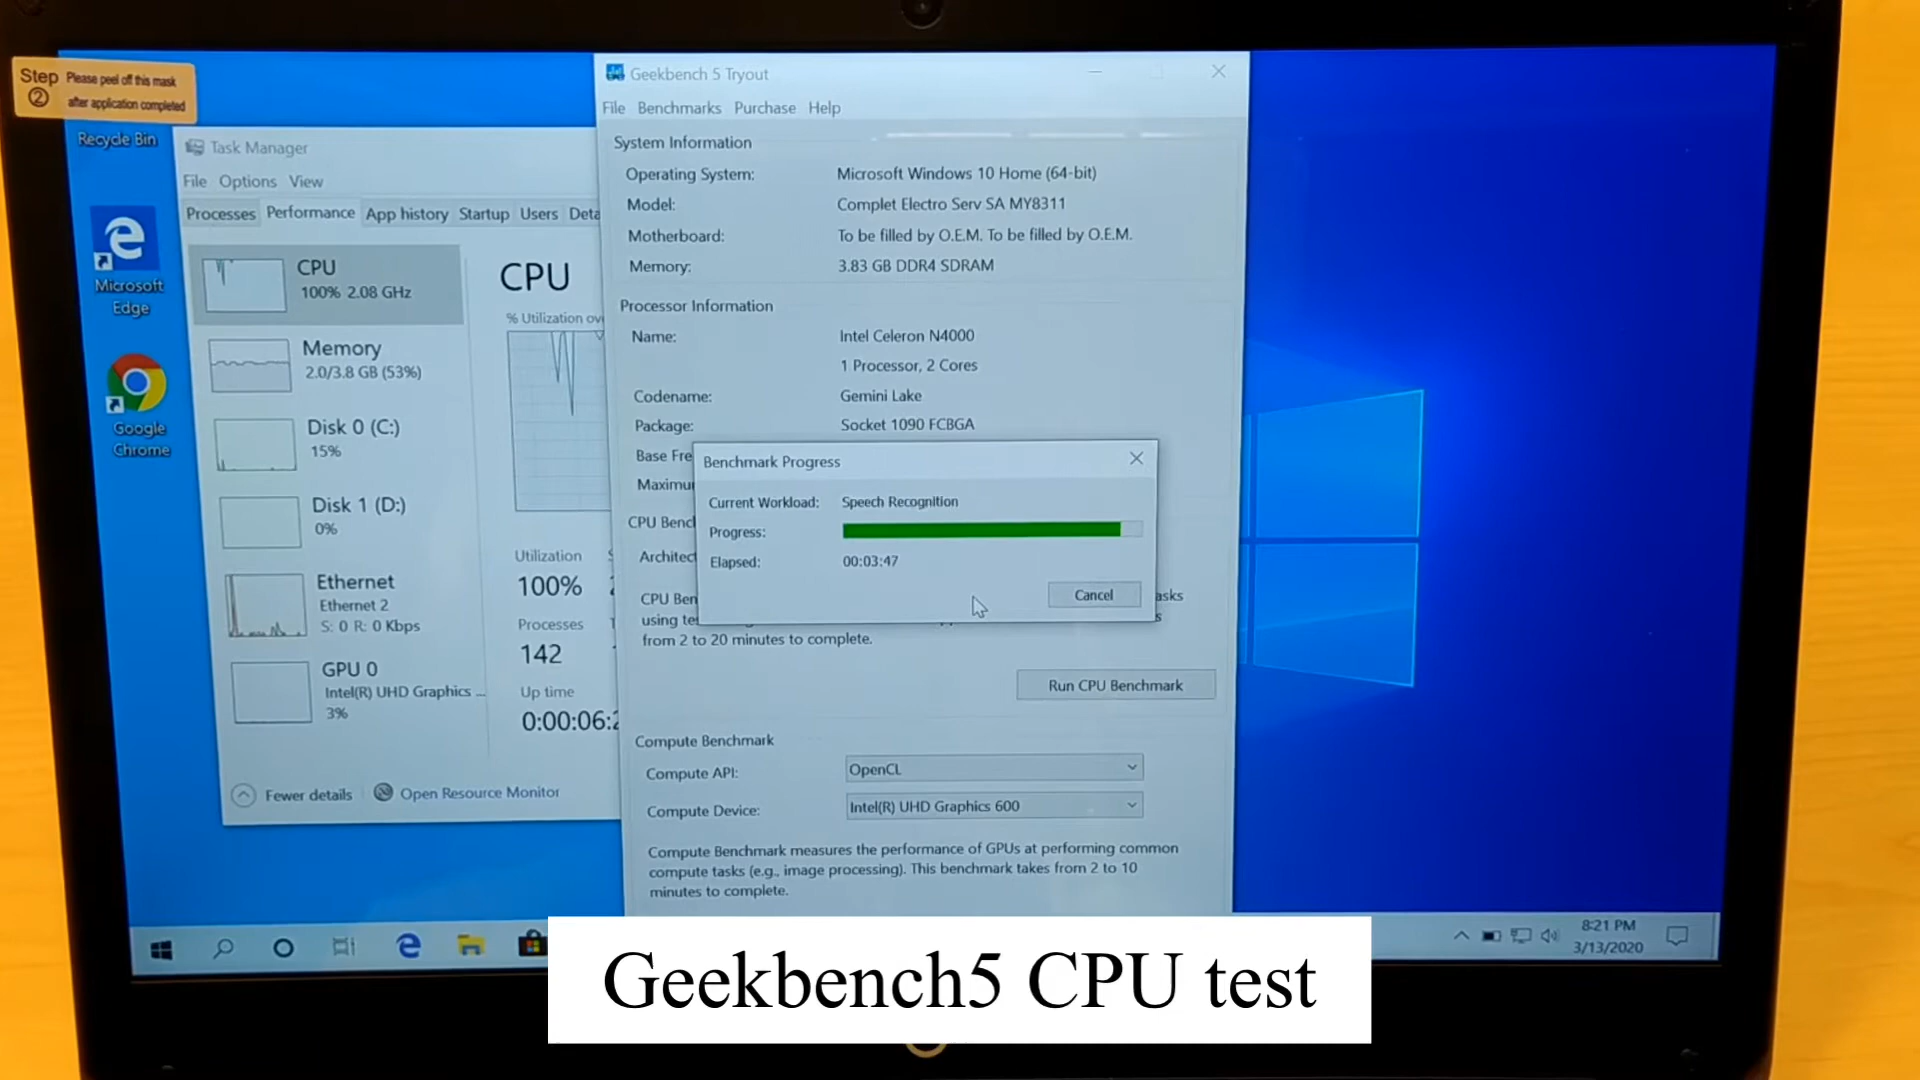 Step Please peel off this mask
② after application completed
Recycle Bin
Microsoft
Edge
Google
Chrome
Task Manager
File Options View
Processes Performance App history Startup Users Deta
CPU
100% 2.08 GHz
Memory
2.0/3.8 GB (53%)
Disk 0 (C:)
15%
Disk 1 (D:)
0%
Ethernet
Ethernet 2
S: 0 R: 0 Kbps
GPU 0
Intel(R) UHD Graphics ...
3%
CPU
% Utilization ov
Utilization
100%
Processes
142
Up time
0:00:06:2
Fewer details Open Resource Monitor
Geekbench 5 Tryout
File Benchmarks Purchase Help
System Information
Operating System: Microsoft Windows 10 Home (64-bit)
Model: Complet Electro Serv SA MY8311
Motherboard: To be filled by O.E.M. To be filled by O.E.M.
Memory: 3.83 GB DDR4 SDRAM
Processor Information
Name: Intel Celeron N4000
1 Processor, 2 Cores
Codename: Gemini Lake
Package: Socket 1090 FCBGA
Base Fre
Maximu
CPU Benc
Architec
CPU Ben asks
using te s
from 2 to 20 minutes to complete.
Benchmark Progress
Current Workload: Speech Recognition
Progress:
Elapsed: 00:03:47
Cancel
Run CPU Benchmark
Compute Benchmark
Compute API: OpenCL
Compute Device: Intel(R) UHD Graphics 600
Compute Benchmark measures the performance of GPUs at performing common
compute tasks (e.g., image processing). This benchmark takes from 2 to 10
minutes to complete.
8:21 PM
3/13/2020
Geekbench5 CPU test